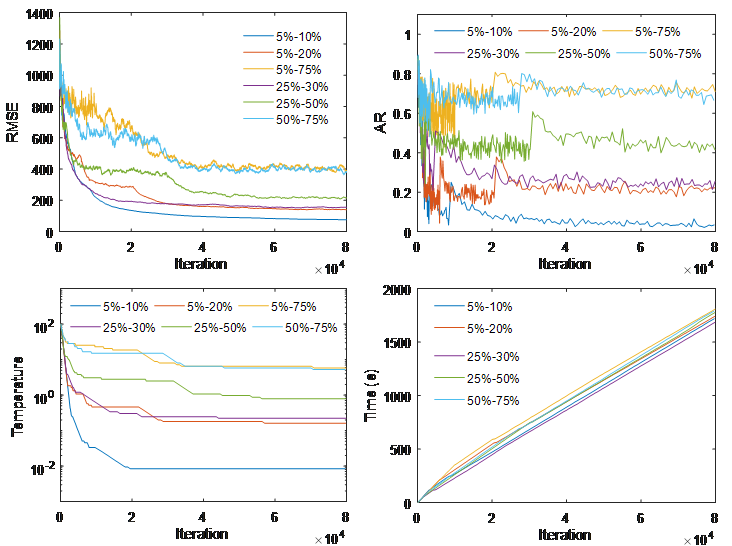 1400
1200
1000
800
600
400
200
0
RMSE
5%-10%
5%-20%
5%-75%
25%-30%
25%-50%
50%-75%
0 2 4 6 8
Iteration
×10^4
1
0.8
0.6
0.4
0.2
0
AR
5%-10% 5%-20% 5%-75%
25%-30% 25%-50% 50%-75%
0 2 4 6 8
Iteration
×10^4
10^2
10^0
10^-2
Temperature
5%-10% 5%-20% 5%-75%
25%-30% 25%-50% 50%-75%
0 2 4 6 8
Iteration
×10^4
2000
1500
1000
500
0
Time (s)
5%-10%
5%-20%
25%-30%
25%-50%
50%-75%
0 2 4 6 8
Iteration
×10^4